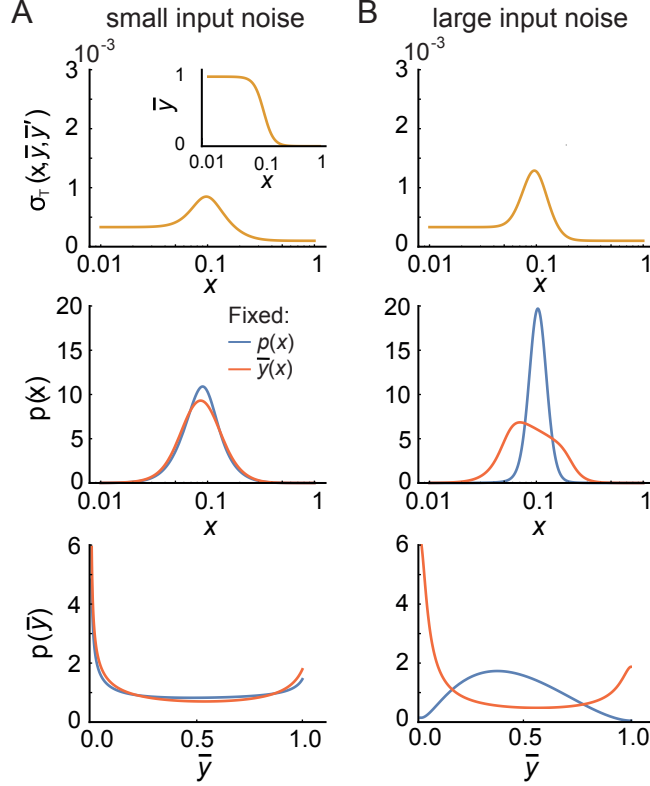 A small input noise
B large input noise
10⁻³
3
2
1
0
σ_T(x,ȳ,ȳ′)
1
ȳ
0
0.01 0.1 1
x
0.01 0.1 1
x
0.01 0.1 1
x
20
15
10
5
0
p(x)
Fixed:
p(x)
ȳ(x)
0.01 0.1 1
x
0.01 0.1 1
x
6
4
2
0
p(ȳ)
0.0 0.5 1.0
ȳ
10⁻³
3
2
1
0
20
15
10
5
0
6
4
2
0
0.0 0.5 1.0
ȳ